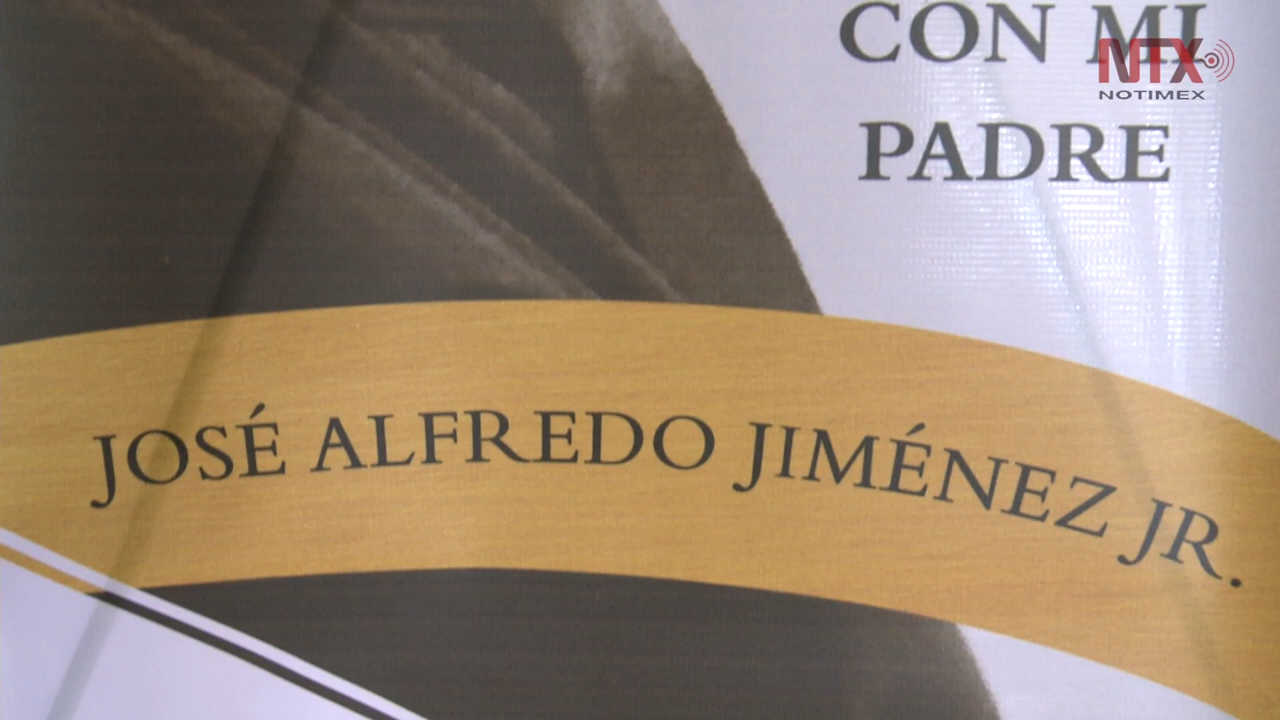 CON MI
NTX
NOTIMEX
PADRE
JOSÉ ALFREDO JIMÉNEZ JR.